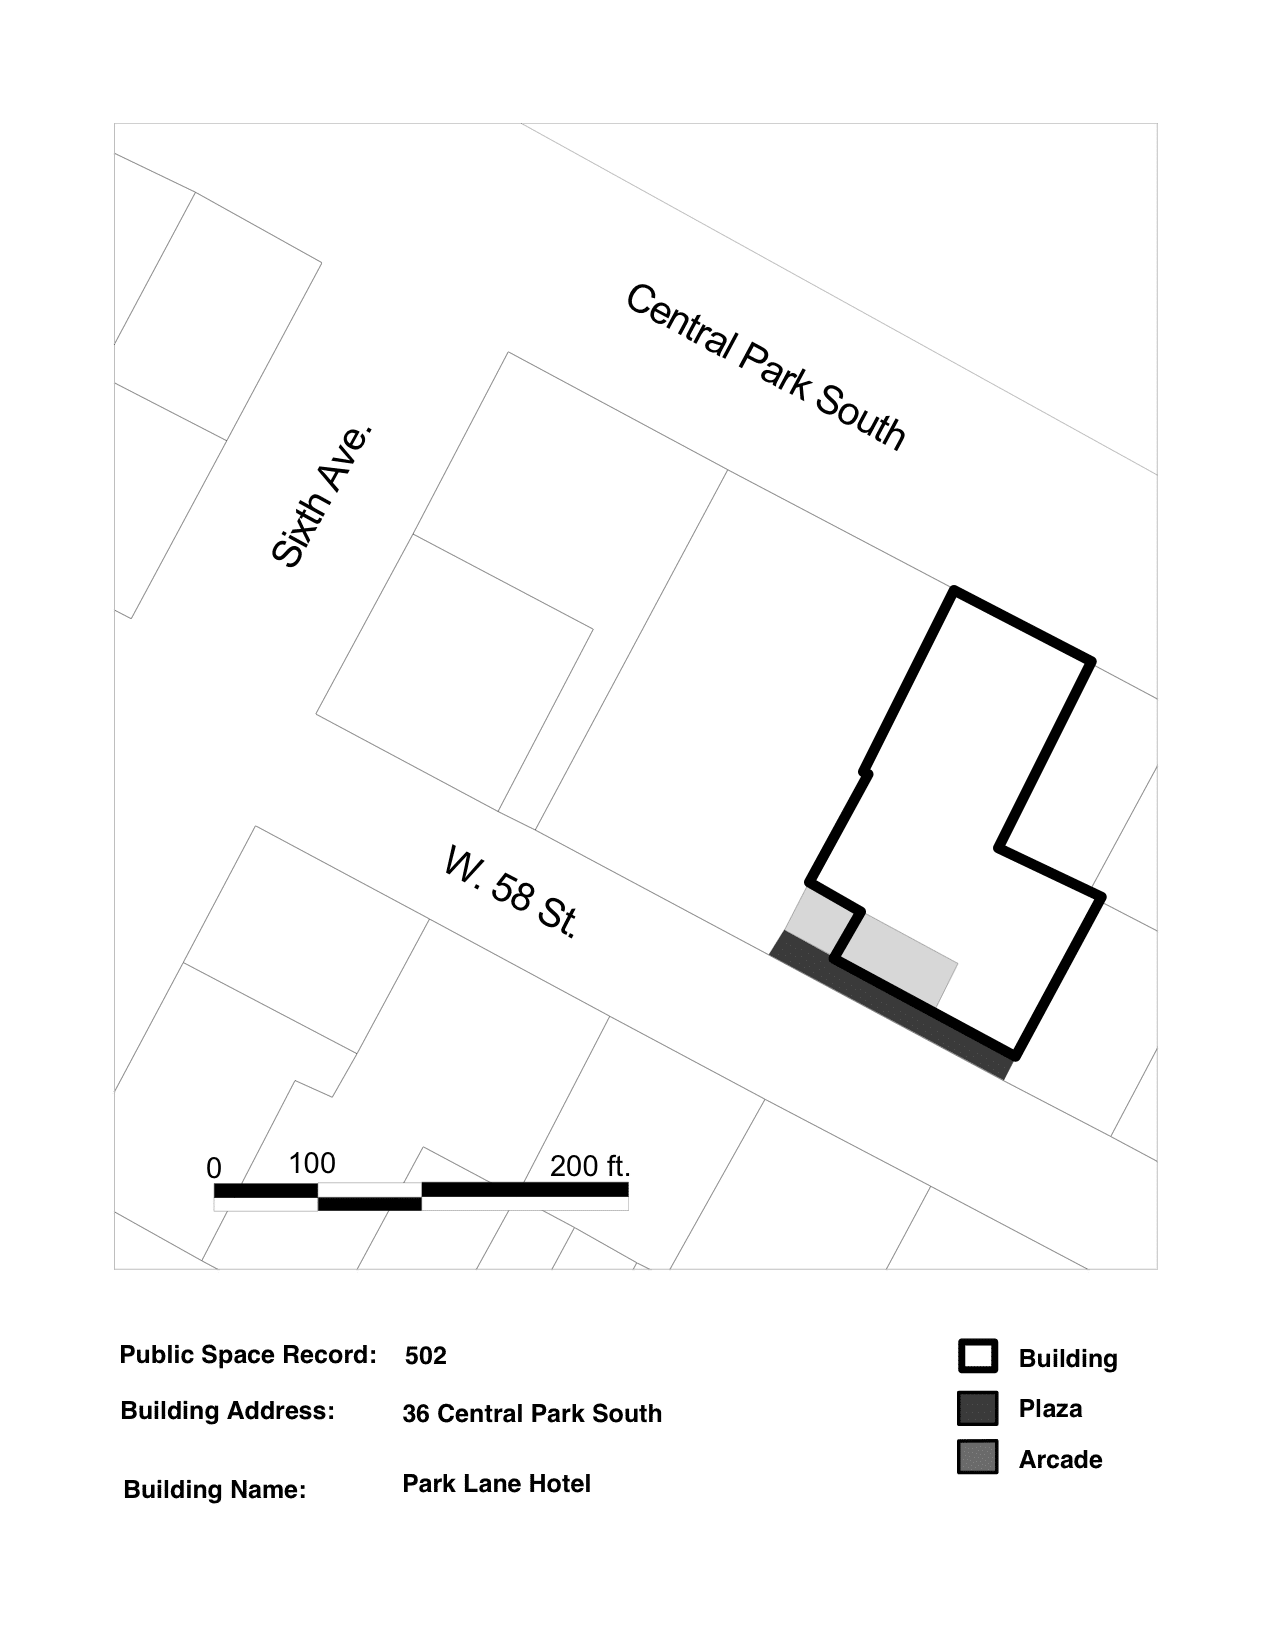 Central Park South
Sixth Ave.
W. 58 St.
0 100 200 ft.
Public Space Record: 502
Building Address: 36 Central Park South
Building Name: Park Lane Hotel
Building
Plaza
Arcade